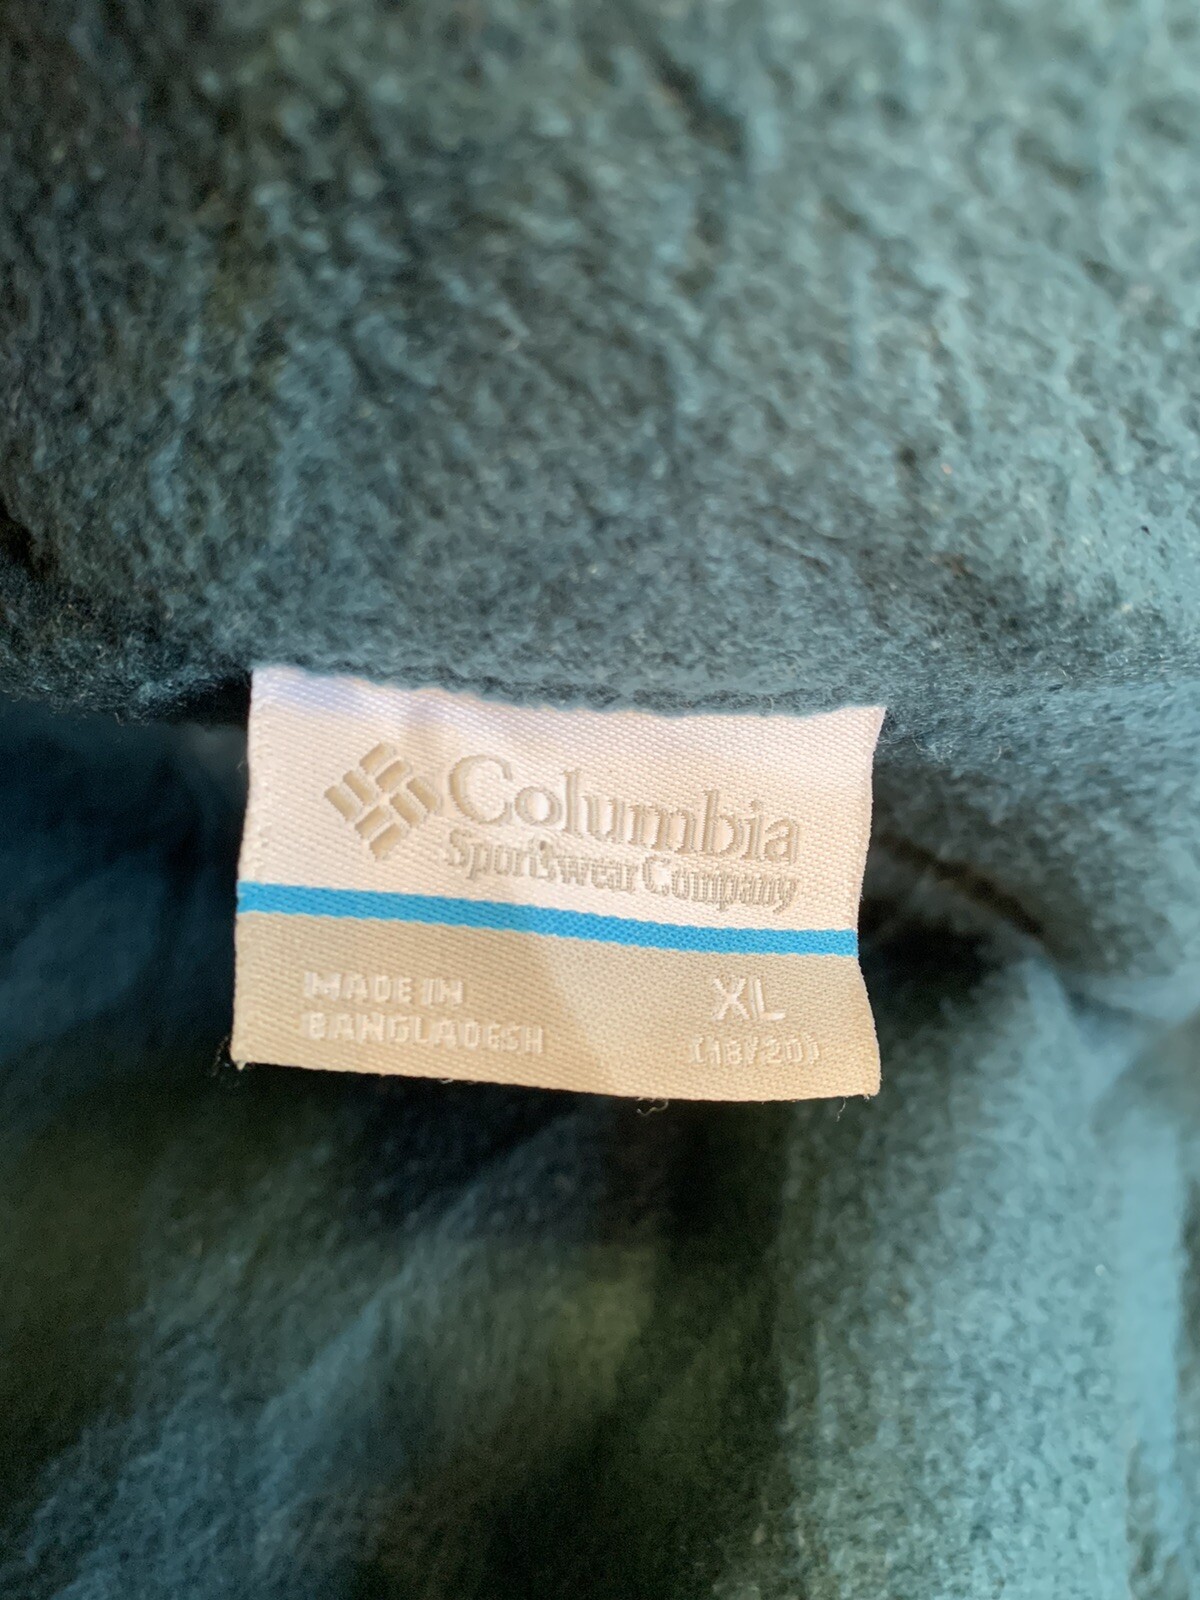 Columbia
Sportswear Company
MADE IN
BANGLADESH
XL
(18/20)